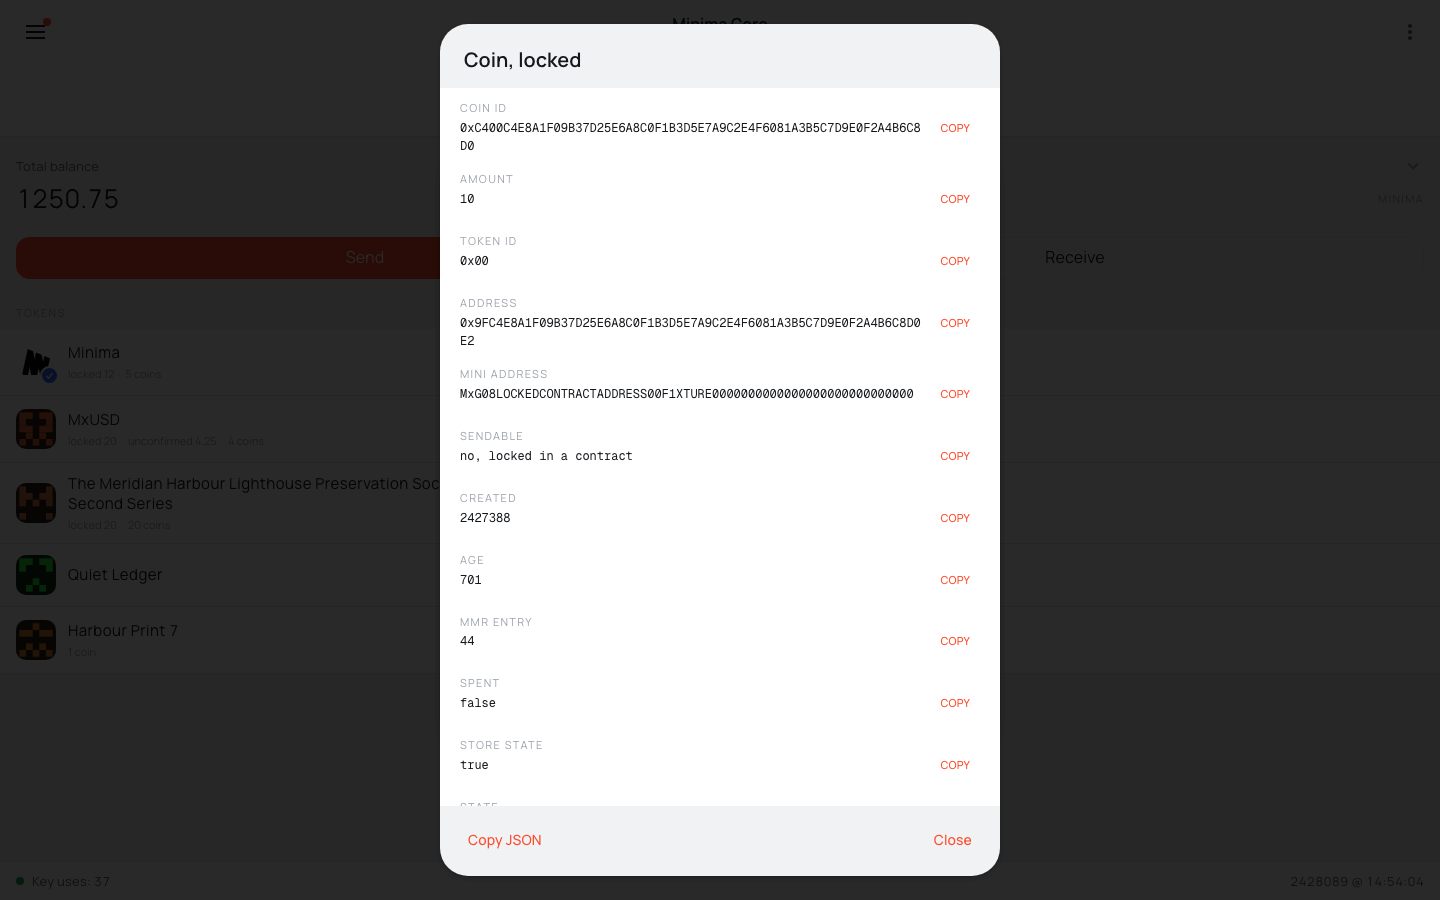 Minima Core
Coin, locked
COIN ID
0xC400C4E8A1F09B37D25E6A8C0F1B3D5E7A9C2E4F6081A3B5C7D9E0F2A4B6C8
D0
COPY
AMOUNT
10
COPY
TOKEN ID
0x00
COPY
ADDRESS
0x9FC4E8A1F09B37D25E6A8C0F1B3D5E7A9C2E4F6081A3B5C7D9E0F2A4B6C8D0
E2
COPY
MINI ADDRESS
MxG08LOCKEDCONTRACTADDRESS00F1XTURE0000000000000000000000000000
COPY
SENDABLE
no, locked in a contract
COPY
CREATED
2427388
COPY
AGE
701
COPY
MMR ENTRY
44
COPY
SPENT
false
COPY
STORE STATE
true
COPY
STATE
Copy JSON
Close
Total balance
1250.75
MINIMA
Send
Receive
TOKENS
Minima
locked 12 · 5 coins
MxUSD
locked 20 · unconfirmed 4.25 · 4 coins
The Meridian Harbour Lighthouse Preservation Soc
Second Series
locked 20 · 20 coins
Quiet Ledger
Harbour Print 7
1 coin
Key uses: 37
2428089 @ 14:54:04